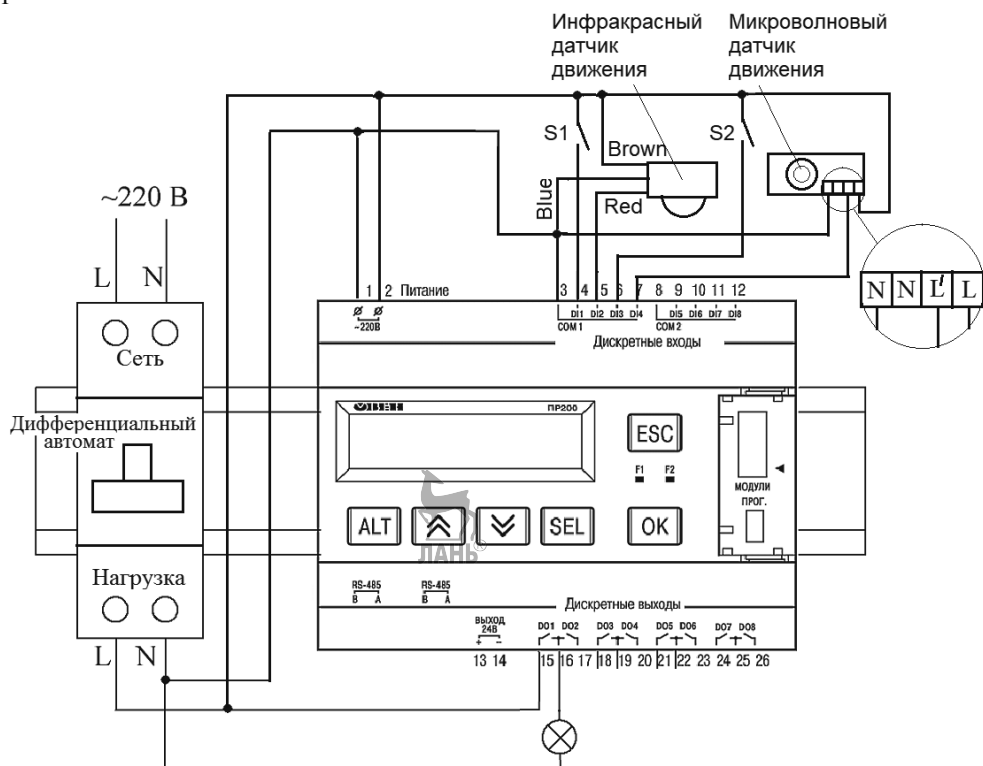 Инфракрасный
датчик
движения
Микроволновый
датчик
движения
S1
S2
Brown
Blue
Red
~220 В
L N
1 2 Питание
3 4 5 6 7 8 9 10 11 12
~220В
DI1 DI2 DI3 DI4 DI5 DI6 DI7 DI8
COM 1 COM 2
Дискретные входы
N N L' L
Сеть
Дифференциальный
автомат
ОВЕН ПР200
ESC
F1 F2
МОДУЛИ
ПРОГ.
ALT SEL OK
ЛАНЬ®
Нагрузка
RS-485 RS-485
B A B A
Дискретные выходы
ВЫХОД
24В
+ -
DO1 DO2 DO3 DO4 DO5 DO6 DO7 DO8
13 14 15 16 17 18 19 20 21 22 23 24 25 26
L N